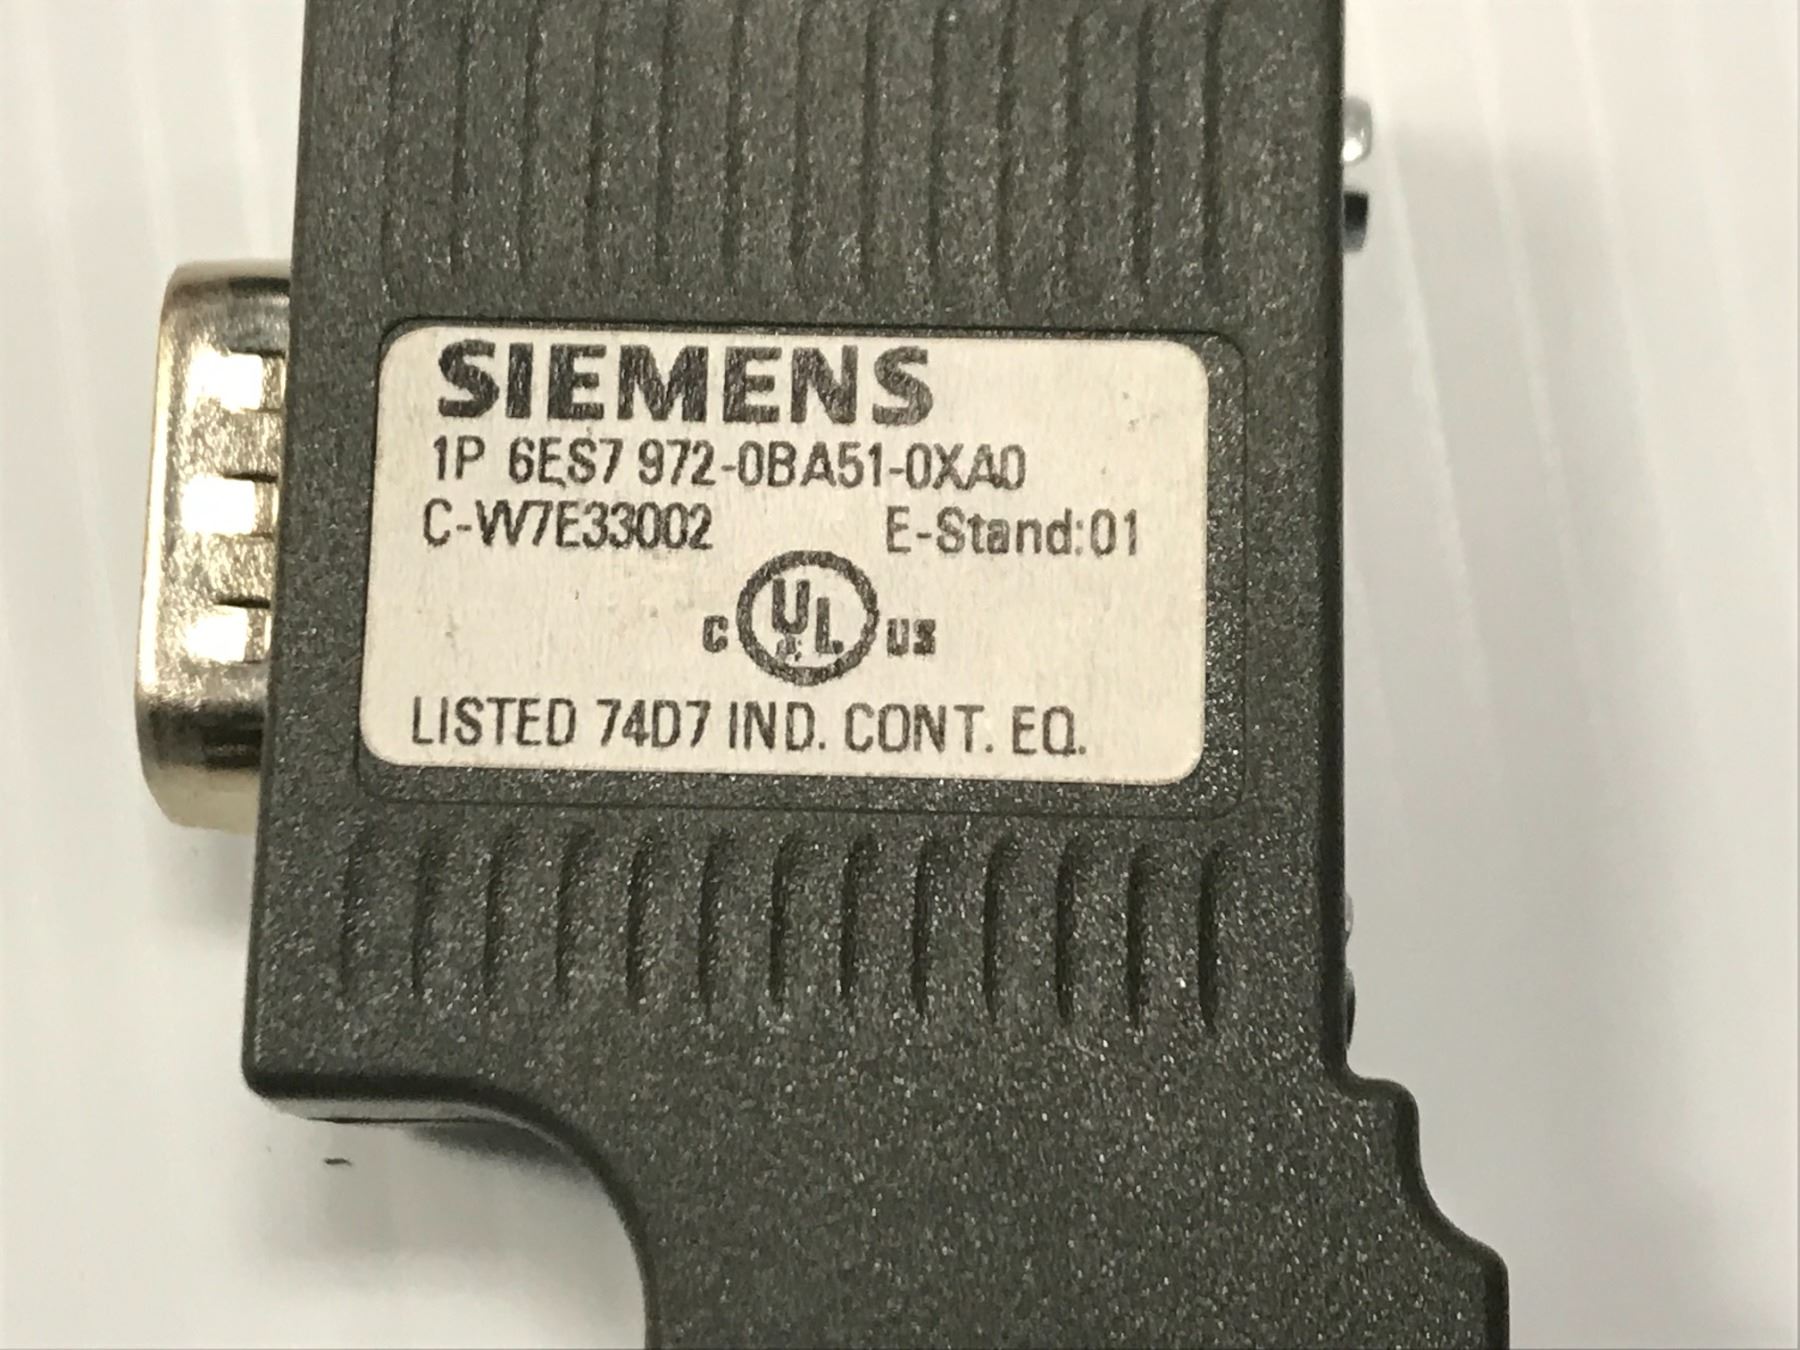 SIEMENS
1P 6ES7 972-0BA51-0XA0
C-W7E33002 E-Stand:01
C UL US
LISTED 74D7 IND. CONT. EQ.